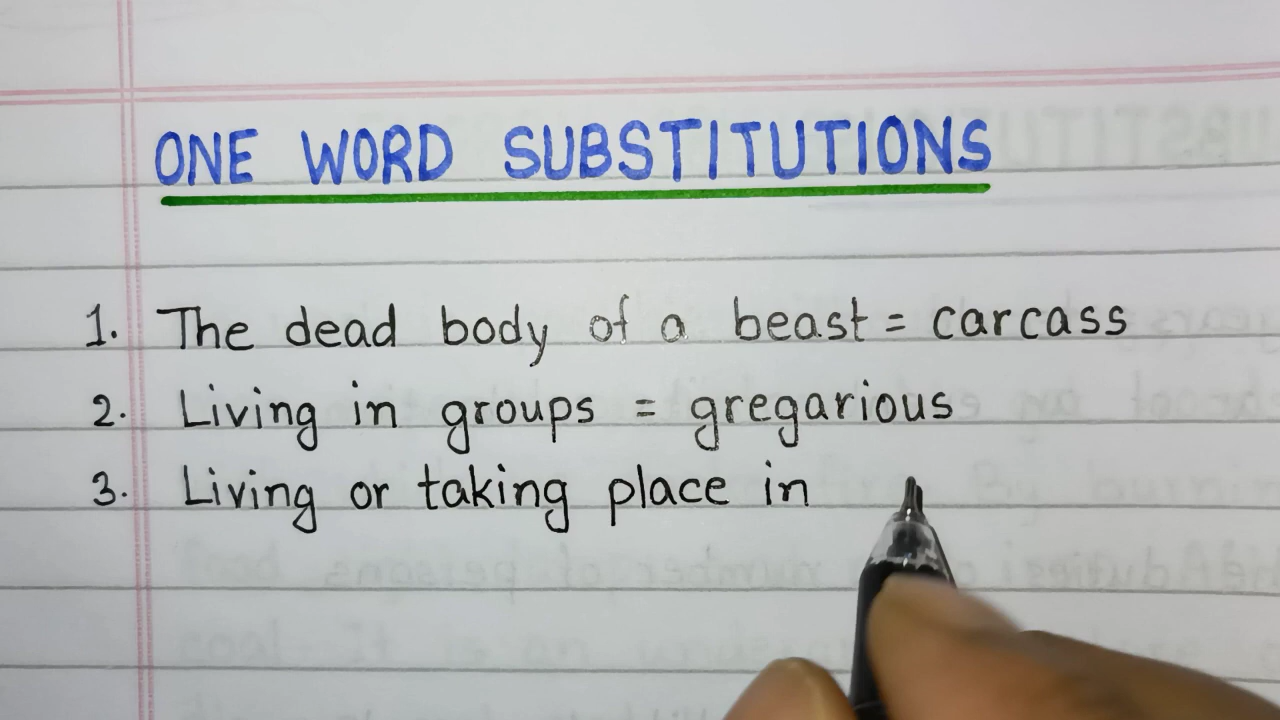 ONE WORD SUBSTITUTIONS
1. The dead body of a beast = carcass
2. Living in groups = gregarious
3. Living or taking place in